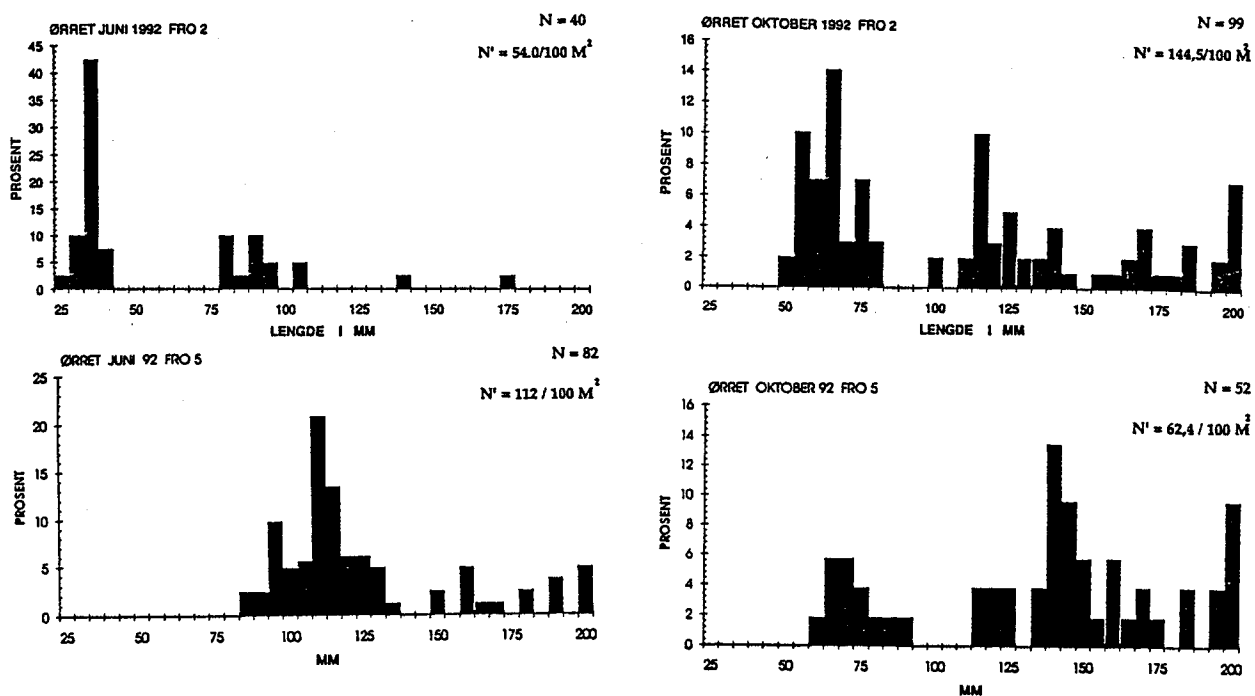 ØRRET JUNI 1992 FRO 2
N = 40
N' = 54.0/100 M²
45
40
35
30
25
20
15
10
5
0
PROSENT
25 50 75 100 125 150 175 200
LENGDE I MM
ØRRET OKTOBER 1992 FRO 2
N = 99
N' = 144,5/100 M²
16
14
12
10
8
6
4
2
0
PROSENT
25 50 75 100 125 150 175 200
LENGDE I MM
ØRRET JUNI 92 FRO 5
N = 82
N' = 112 / 100 M²
25
20
15
10
5
0
PROSENT
25 50 75 100 125 150 175 200
MM
ØRRET OKTOBER 92 FRO 5
N = 52
N' = 62,4 / 100 M²
16
14
12
10
8
6
4
2
0
PROSENT
25 50 75 100 125 150 175 200
MM